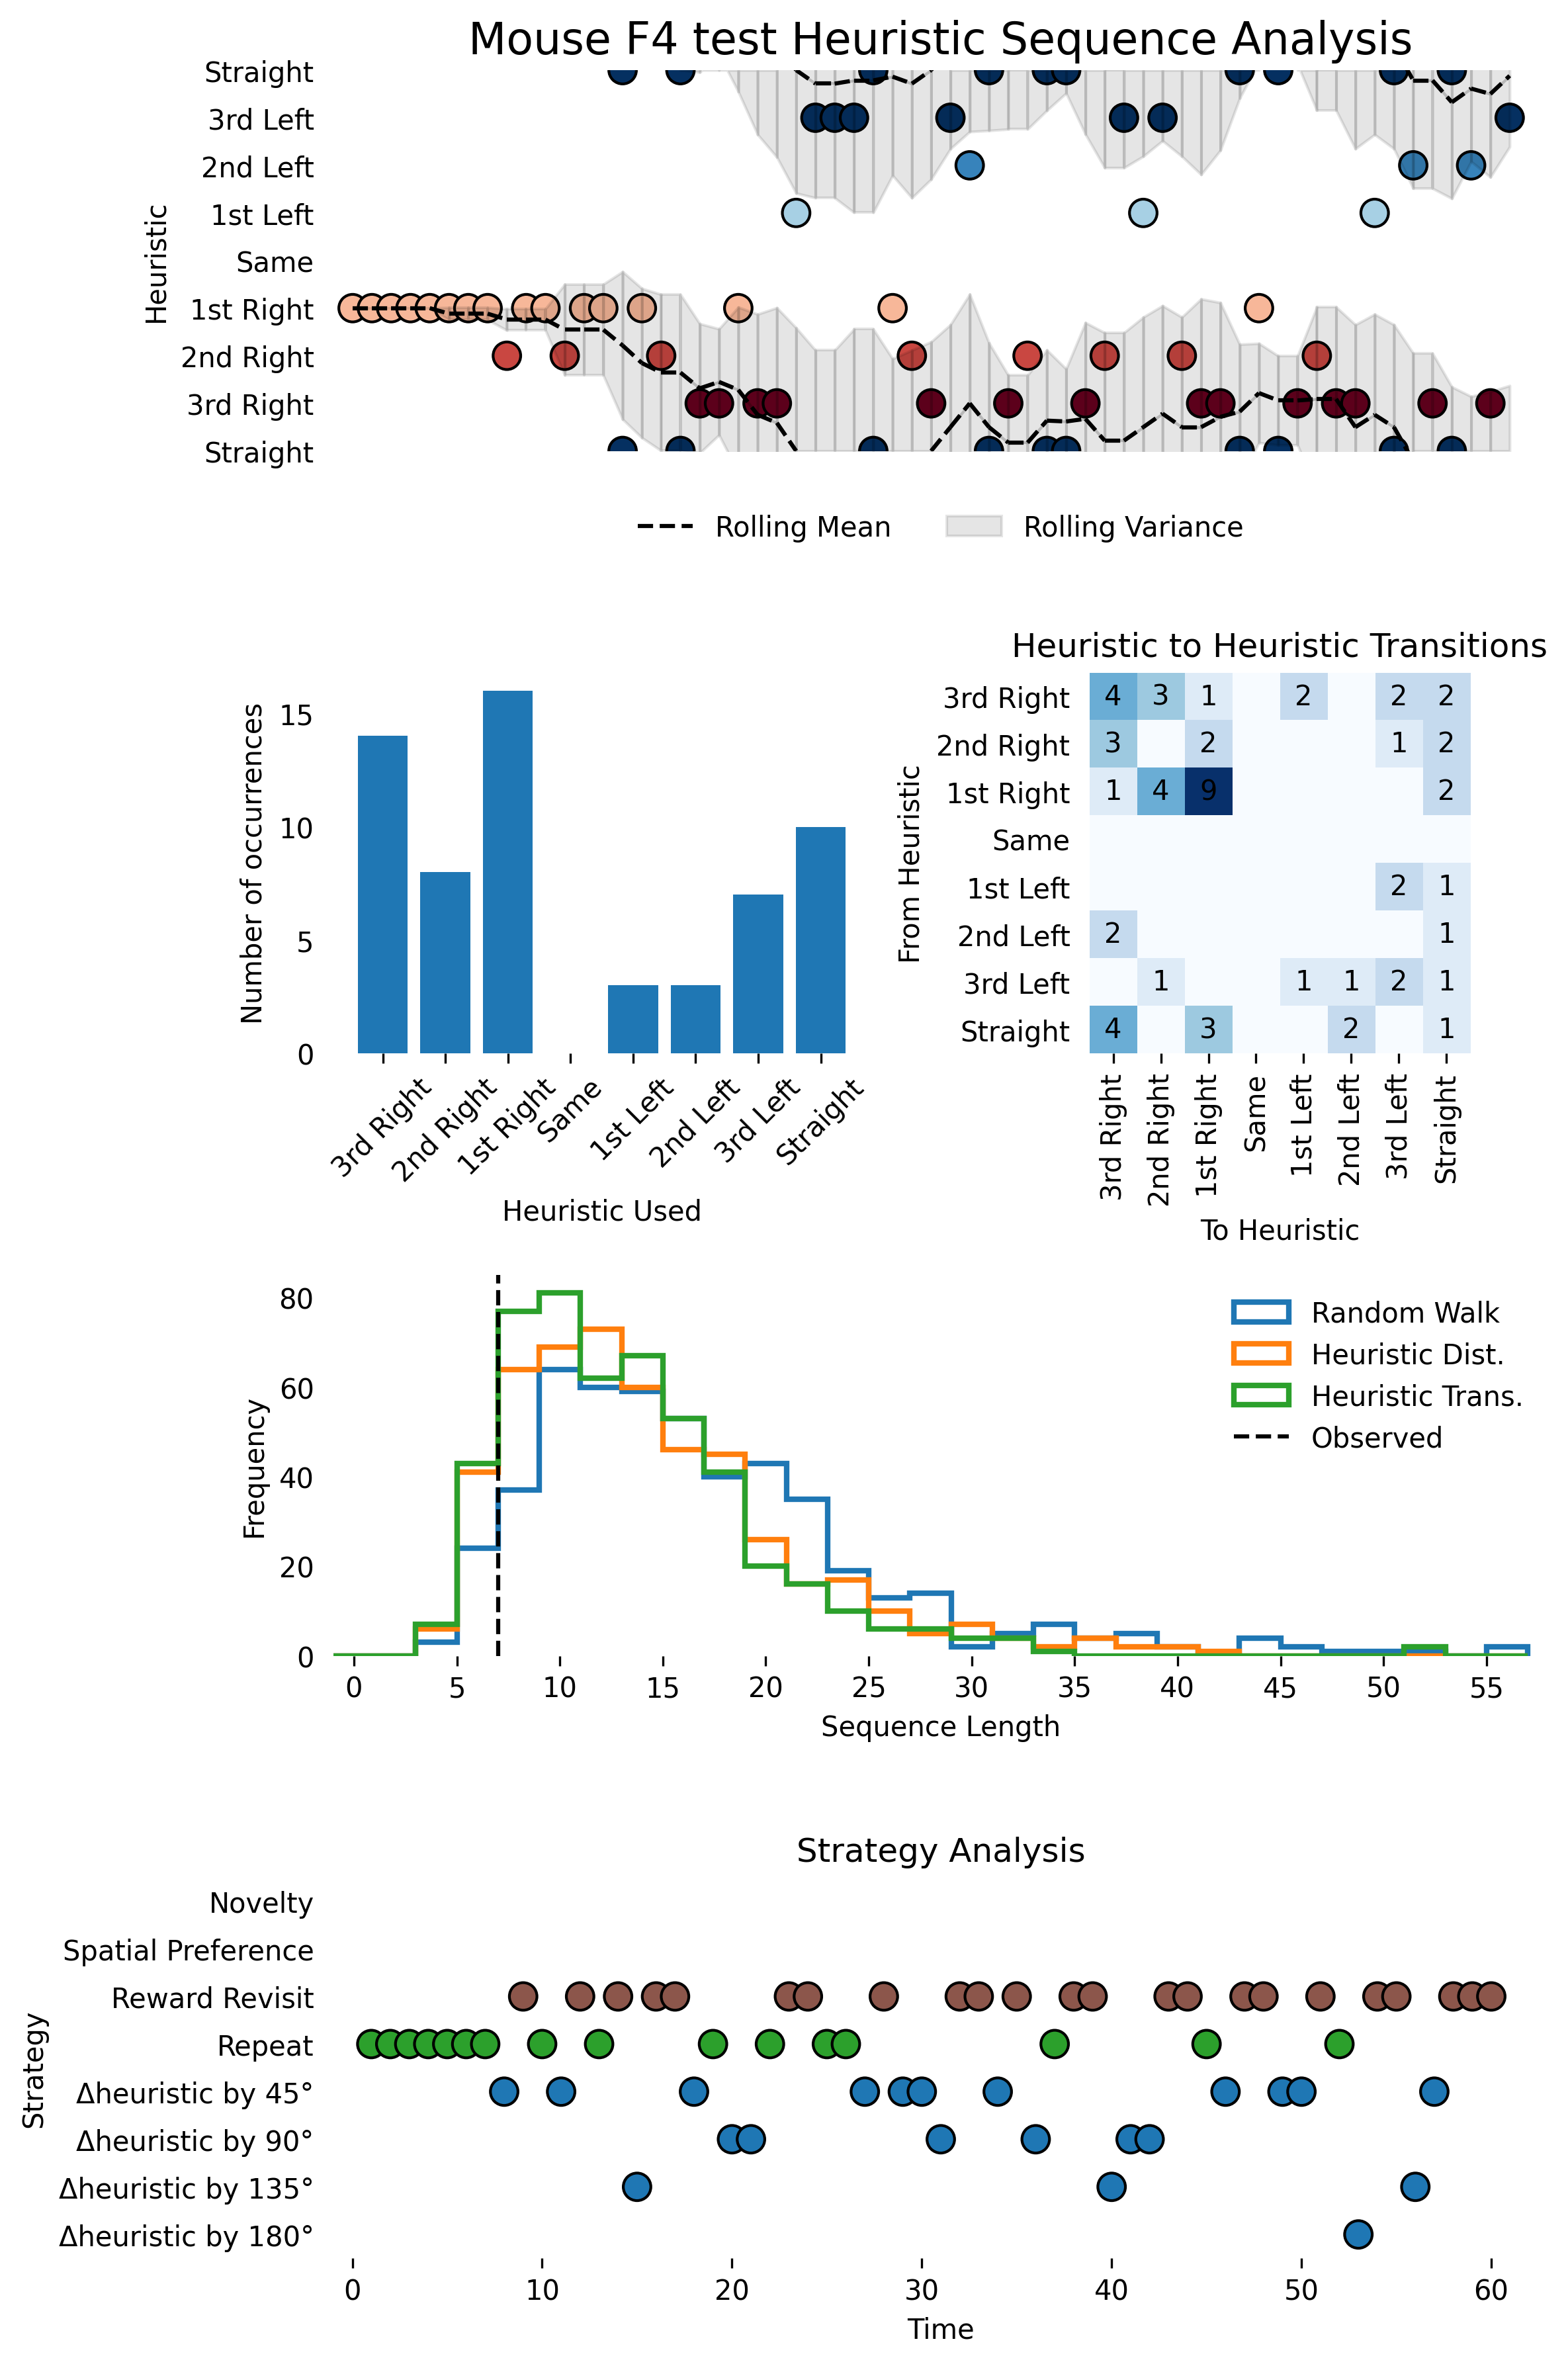 Mouse F4 test Heuristic Sequence Analysis
Straight
3rd Left
2nd Left
1st Left
Same
1st Right
2nd Right
3rd Right
Straight
Heuristic
Rolling Mean
Rolling Variance
Number of occurrences
15
10
5
0
3rd Right
2nd Right
1st Right
Same
1st Left
2nd Left
3rd Left
Straight
Heuristic Used
Heuristic to Heuristic Transitions
From Heuristic
3rd Right 4 3 1 2 2 2
2nd Right 3 2 1 2
1st Right 1 4 9 2
Same
1st Left 2 1
2nd Left 2 1
3rd Left 1 1 1 2 1
Straight 4 3 2 1
3rd Right
2nd Right
1st Right
Same
1st Left
2nd Left
3rd Left
Straight
To Heuristic
Frequency
80
60
40
20
0
Random Walk
Heuristic Dist.
Heuristic Trans.
Observed
0 5 10 15 20 25 30 35 40 45 50 55
Sequence Length
Strategy Analysis
Strategy
Novelty
Spatial Preference
Reward Revisit
Repeat
Δheuristic by 45°
Δheuristic by 90°
Δheuristic by 135°
Δheuristic by 180°
0 10 20 30 40 50 60
Time